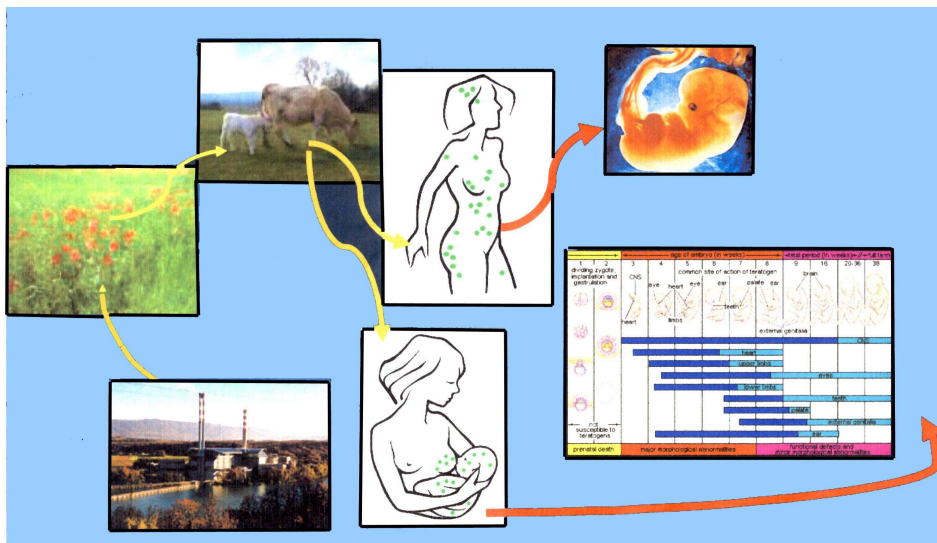 age of embryo (in weeks)
fetal period (in weeks)
full term
1 2 3 4 5 6 7 8 9 16 20-36 38
dividing zygote,
implantation and
gastrulation
common site of action of teratogen
CNS
eye
heart
eye
ear
palate
ear
brain
heart
limbs
teeth
external genitalia
CNS
heart
upper limbs
eyes
lower limbs
teeth
palate
external genitalia
ear
not
susceptible to
teratogens
prenatal death
major morphological abnormalities
functional defects and
minor morphological abnormalities